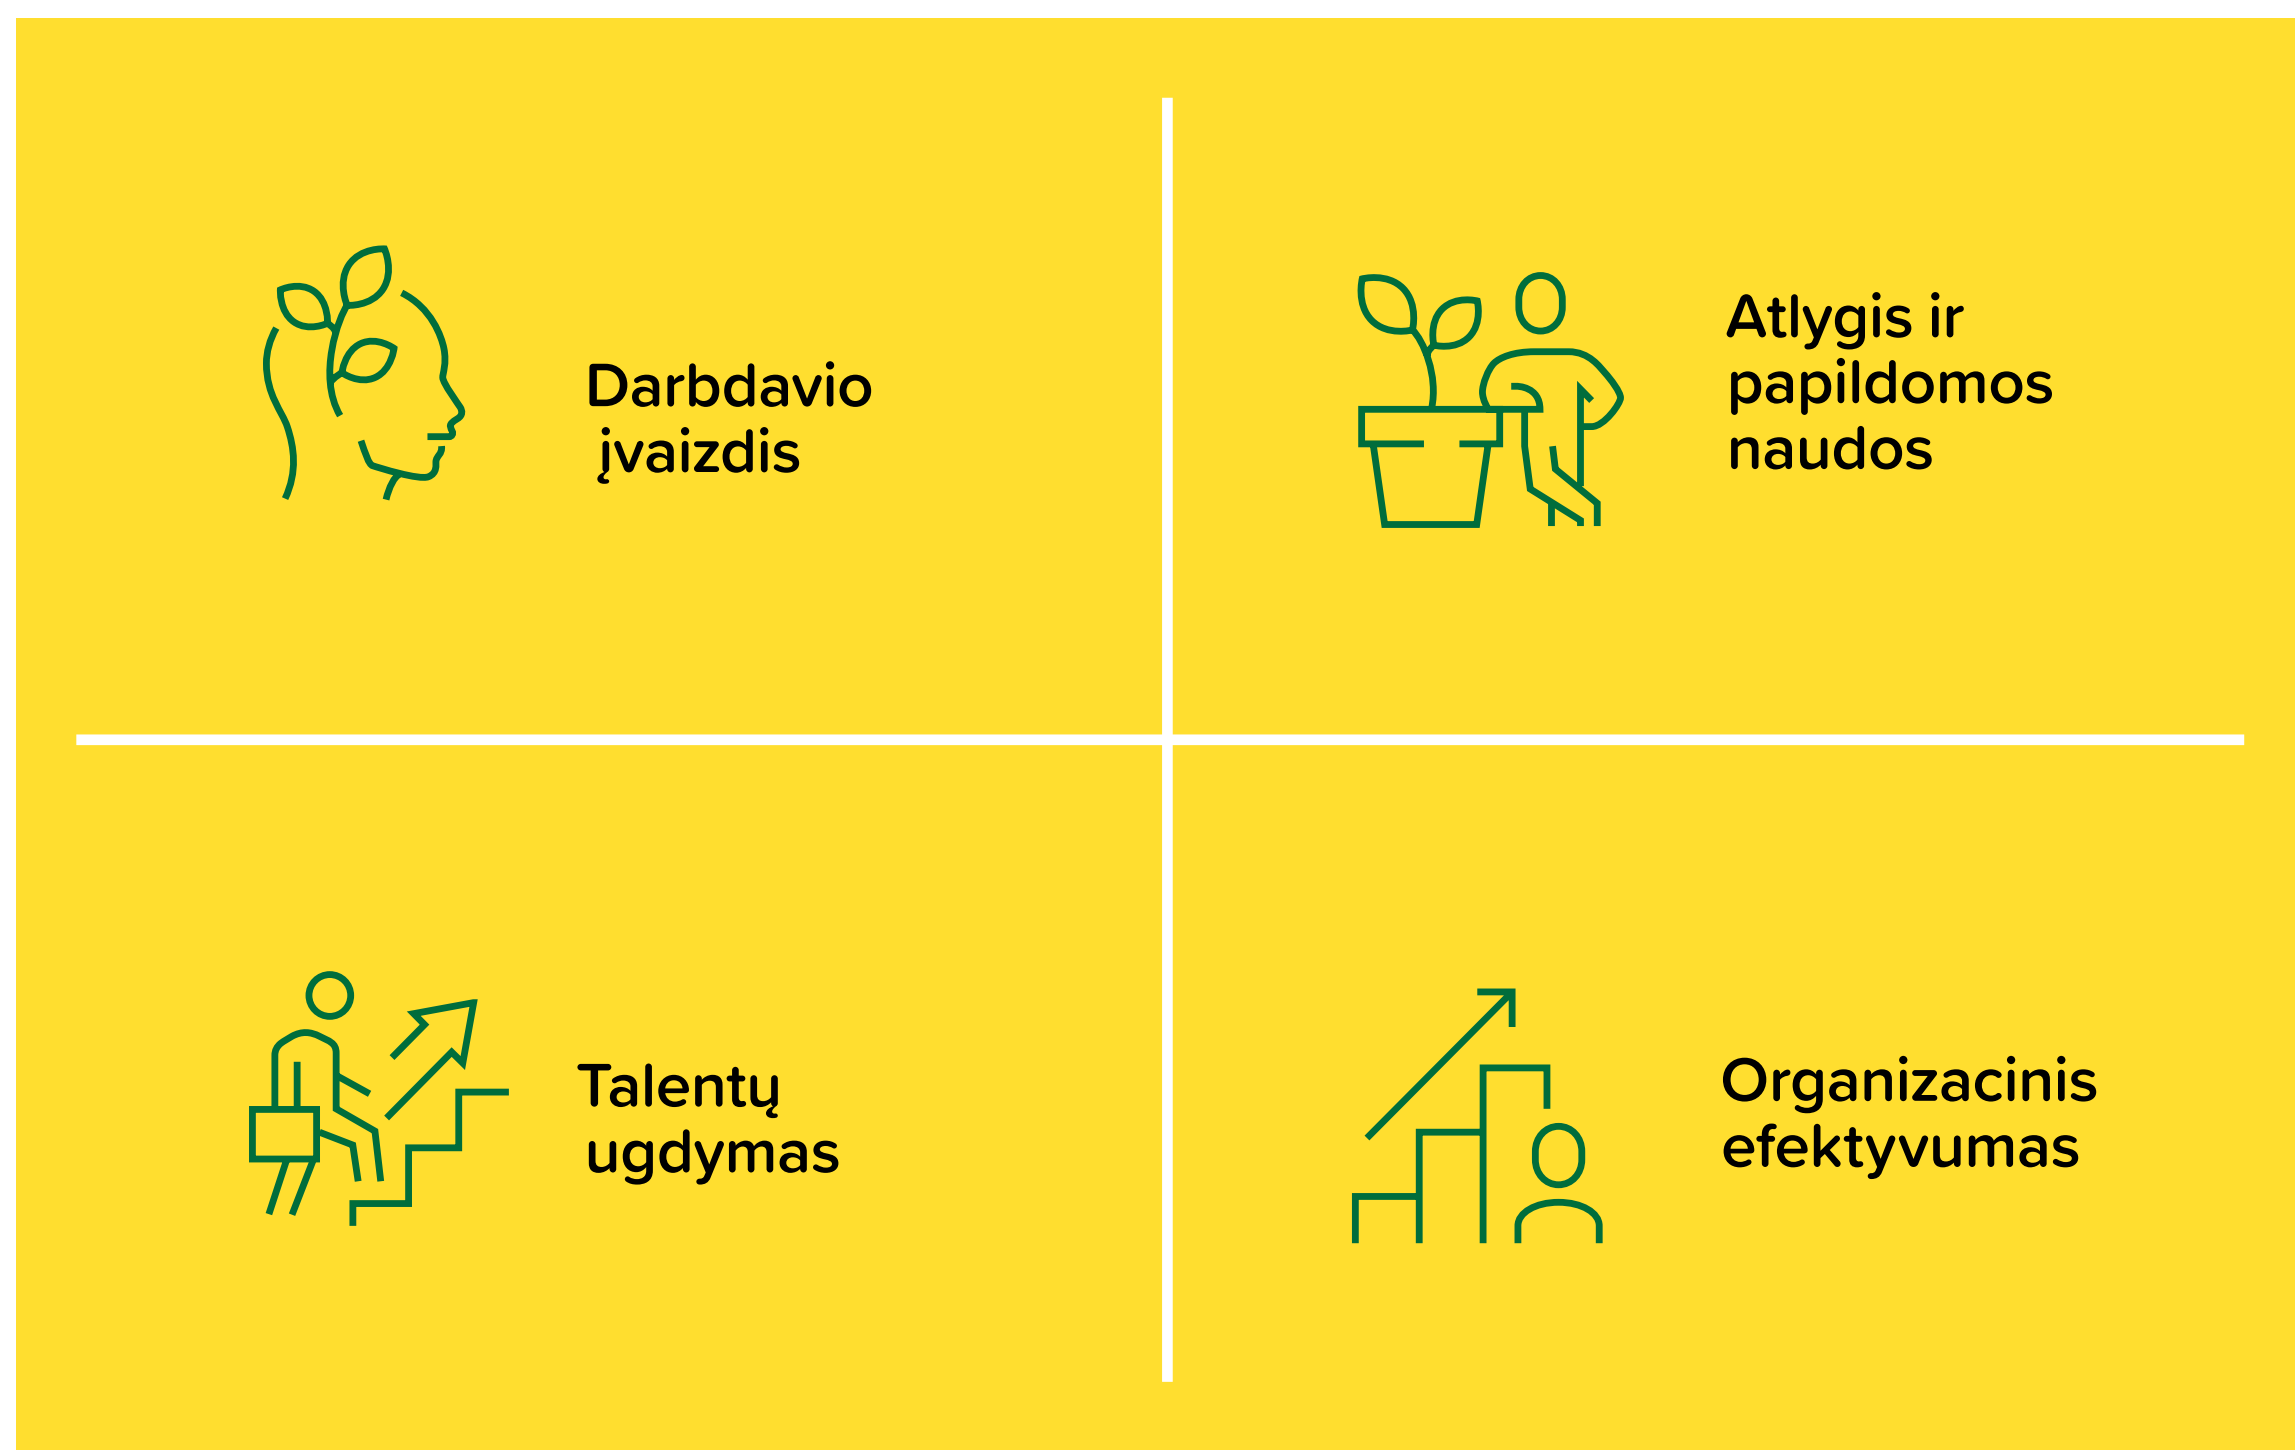 Darbdavio
įvaizdis
Atlygis ir
papildomos
naudos
Talentų
ugdymas
Organizacinis
efektyvumas